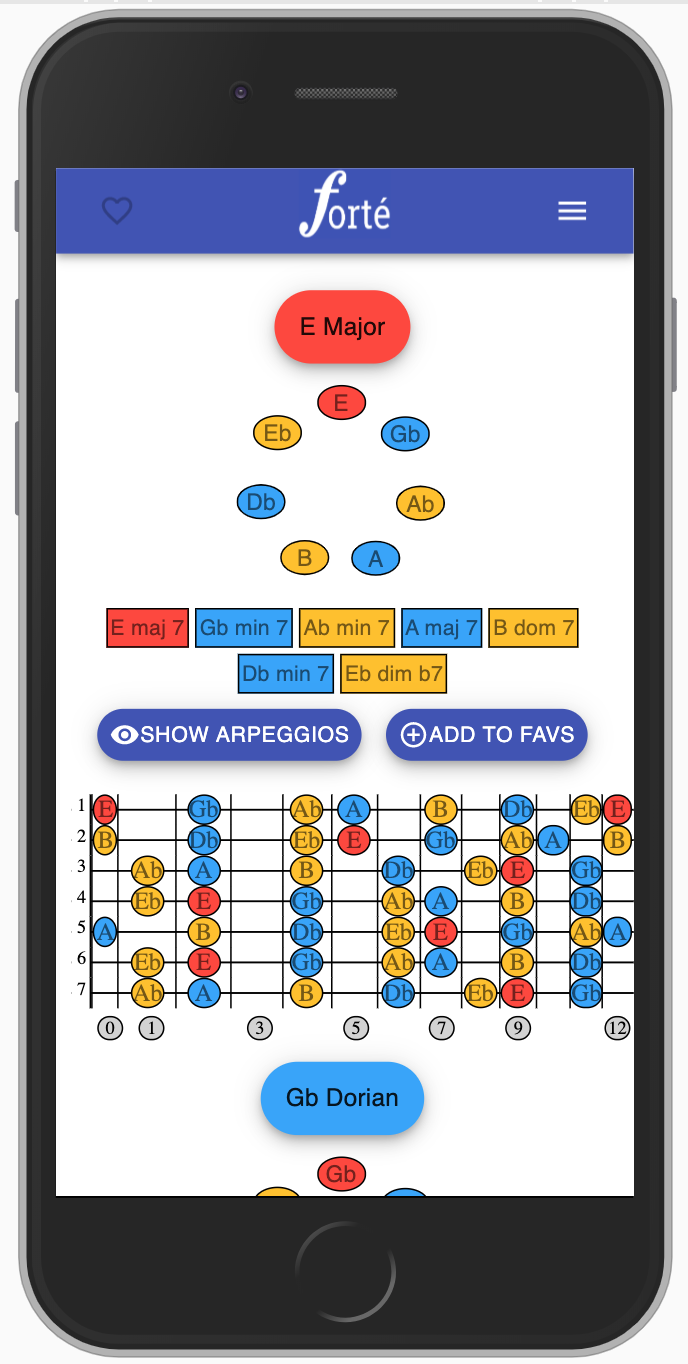 forté
E Major
E
Eb Gb
Db Ab
B A
E maj 7 Gb min 7 Ab min 7 A maj 7 B dom 7
Db min 7 Eb dim b7
SHOW ARPEGGIOS ADD TO FAVS
1 E Gb Ab A B Db Eb E
2 B Db Eb E Gb Ab A B
3 Ab A B Db Eb E Gb
4 Eb E Gb Ab A B Db
5 A B Db Eb E Gb Ab A
6 Eb E Gb Ab A B Db
7 Ab A B Db Eb E Gb
0 1 3 5 7 9 12
Gb Dorian
Gb